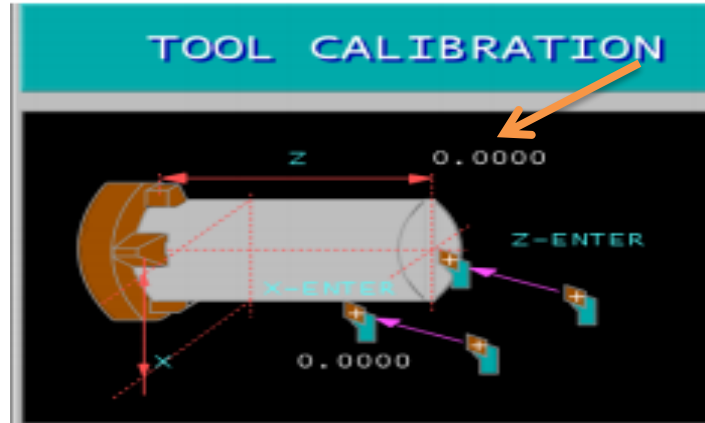 TOOL CALIBRATION
Z
0.0000
Z-ENTER
X-ENTER
X
0.0000